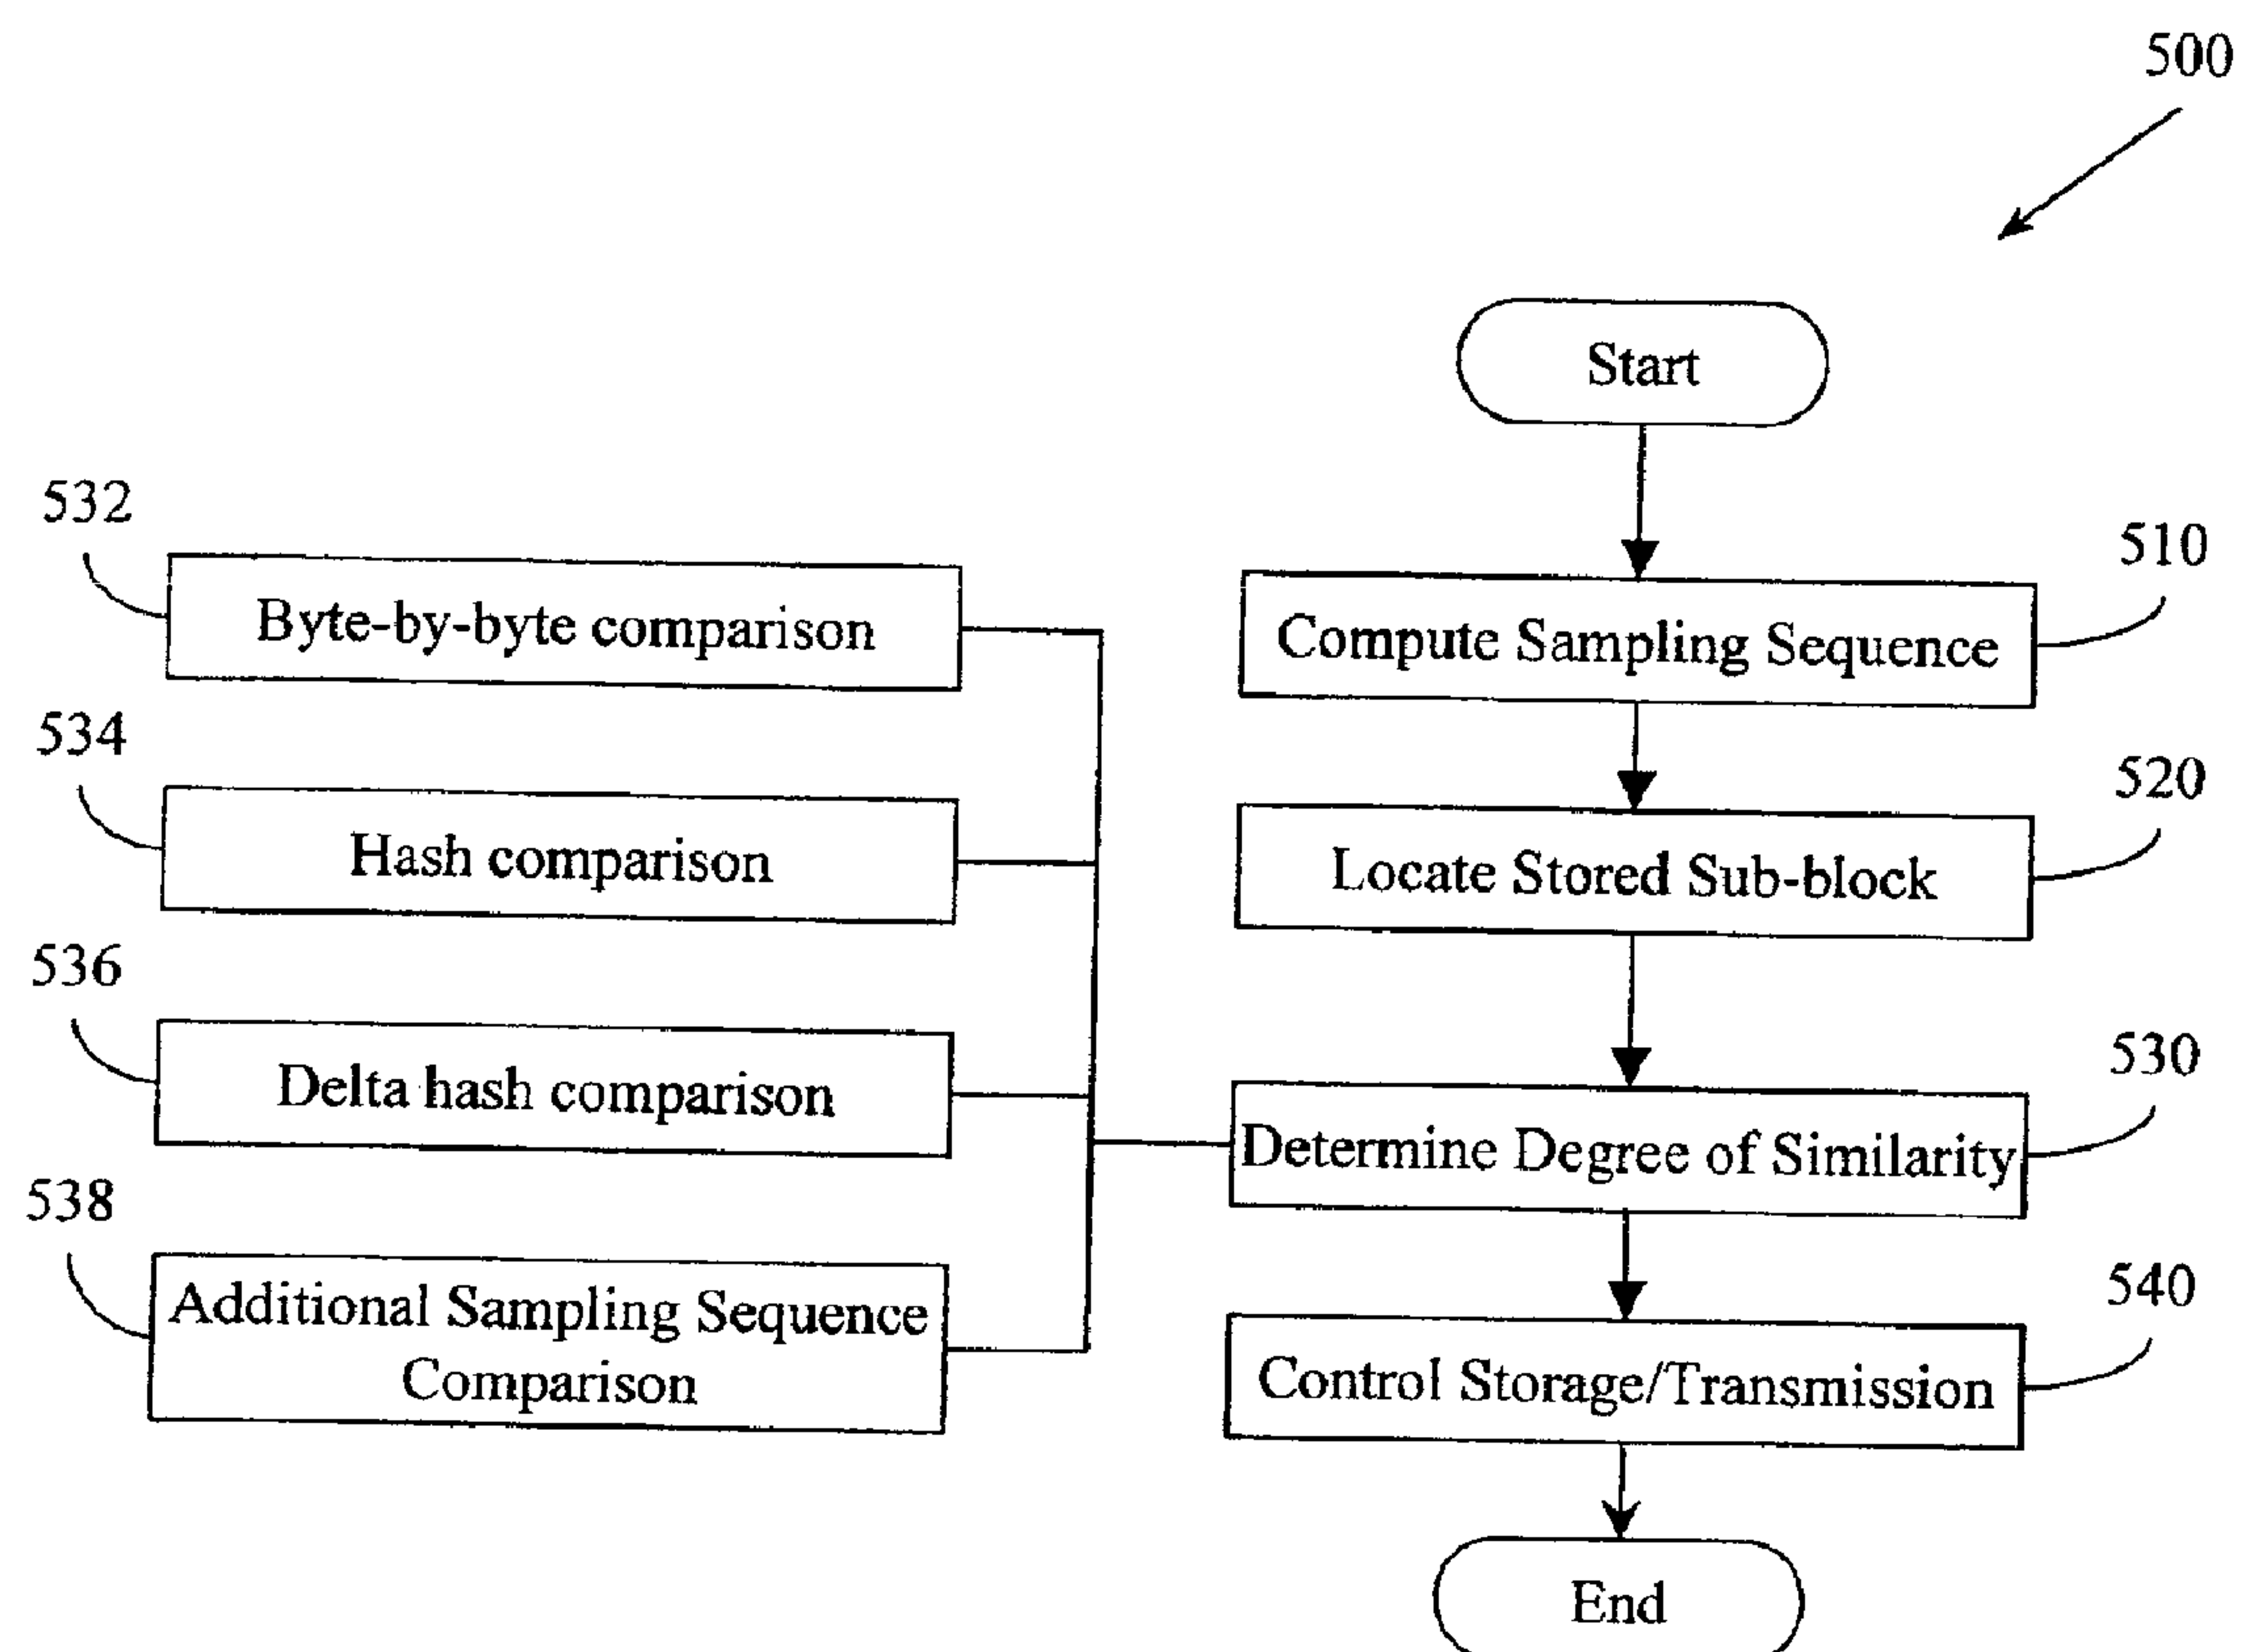 500
Start
532
Byte-by-byte comparison
510
Compute Sampling Sequence
534
Hash comparison
520
Locate Stored Sub-block
536
Delta hash comparison
530
Determine Degree of Similarity
538
Additional Sampling Sequence
Comparison
540
Control Storage/Transmission
End